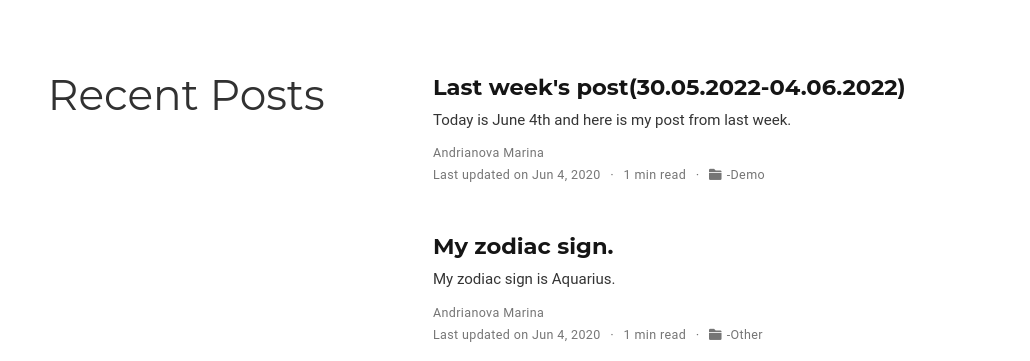 Recent Posts
Last week's post(30.05.2022-04.06.2022)
Today is June 4th and here is my post from last week.
Andrianova Marina
Last updated on Jun 4, 2020 · 1 min read · -Demo
My zodiac sign.
My zodiac sign is Aquarius.
Andrianova Marina
Last updated on Jun 4, 2020 · 1 min read · -Other